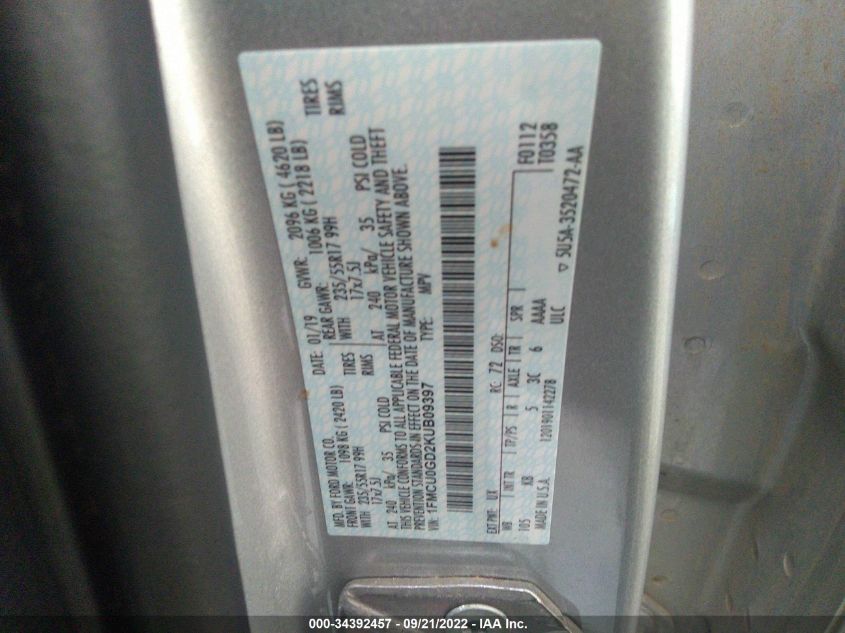 MFD. BY FORD MOTOR CO.
DATE: 01/19 GVWR: 2096 KG ( 4620 LB)
FRONT GAWR: 1098 KG ( 2420 LB) REAR GAWR: 1006 KG ( 2218 LB)
WITH 235/55R17 99H TIRES WITH 235/55R17 99H TIRES
17x7.5J RIMS 17x7.5J RIMS
AT 240 kPa/ 35 PSI COLD AT 240 kPa/ 35 PSI COLD
THIS VEHICLE CONFORMS TO ALL APPLICABLE FEDERAL MOTOR VEHICLE SAFETY AND THEFT
PREVENTION STANDARDS IN EFFECT ON THE DATE OF MANUFACTURE SHOWN ABOVE.
VIN: 1FMCU0GD2KUB09397 TYPE: MPV
F0112
T0358
EXT PNT: UX RC: 72 DSO:
WB INT TR TP/PS R AXLE TR SPR
105 KB 5 3C 6 AAAA
MADE IN U.S.A. 1201901142278 ULC
5U5A-3520472-AA
000-34392457 - 09/21/2022 - IAA Inc.